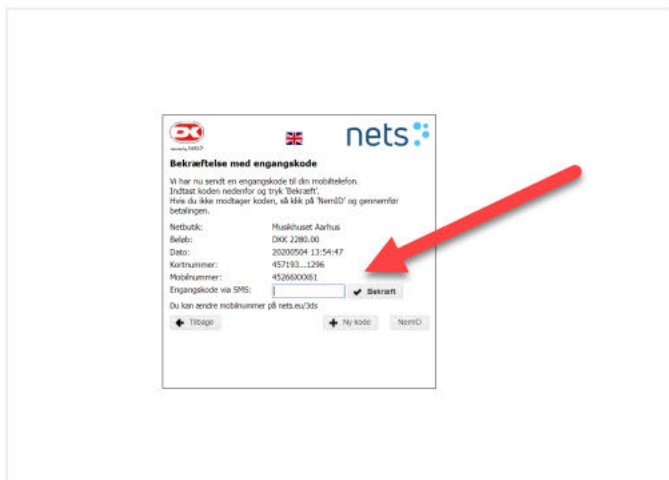 nets
Bekræftelse med engangskode
Vi har nu sendt en engangskode til din mobiltelefon.
Indtast koden nedenfor og tryk 'Bekræft'.
Hvis du ikke modtager koden, så klik på 'NemID' og gennemfør
betalingen.
Netbutik: Musikhuset Aarhus
Beløb: DKK 2280.00
Dato: 20200504 13:54:47
Kortnummer: 457193...1296
Mobilnummer: 45266XXX61
Engangskode via SMS: Bekræft
Du kan ændre mobilnummer på nets.eu/3ds
Tilbage Ny kode NemID